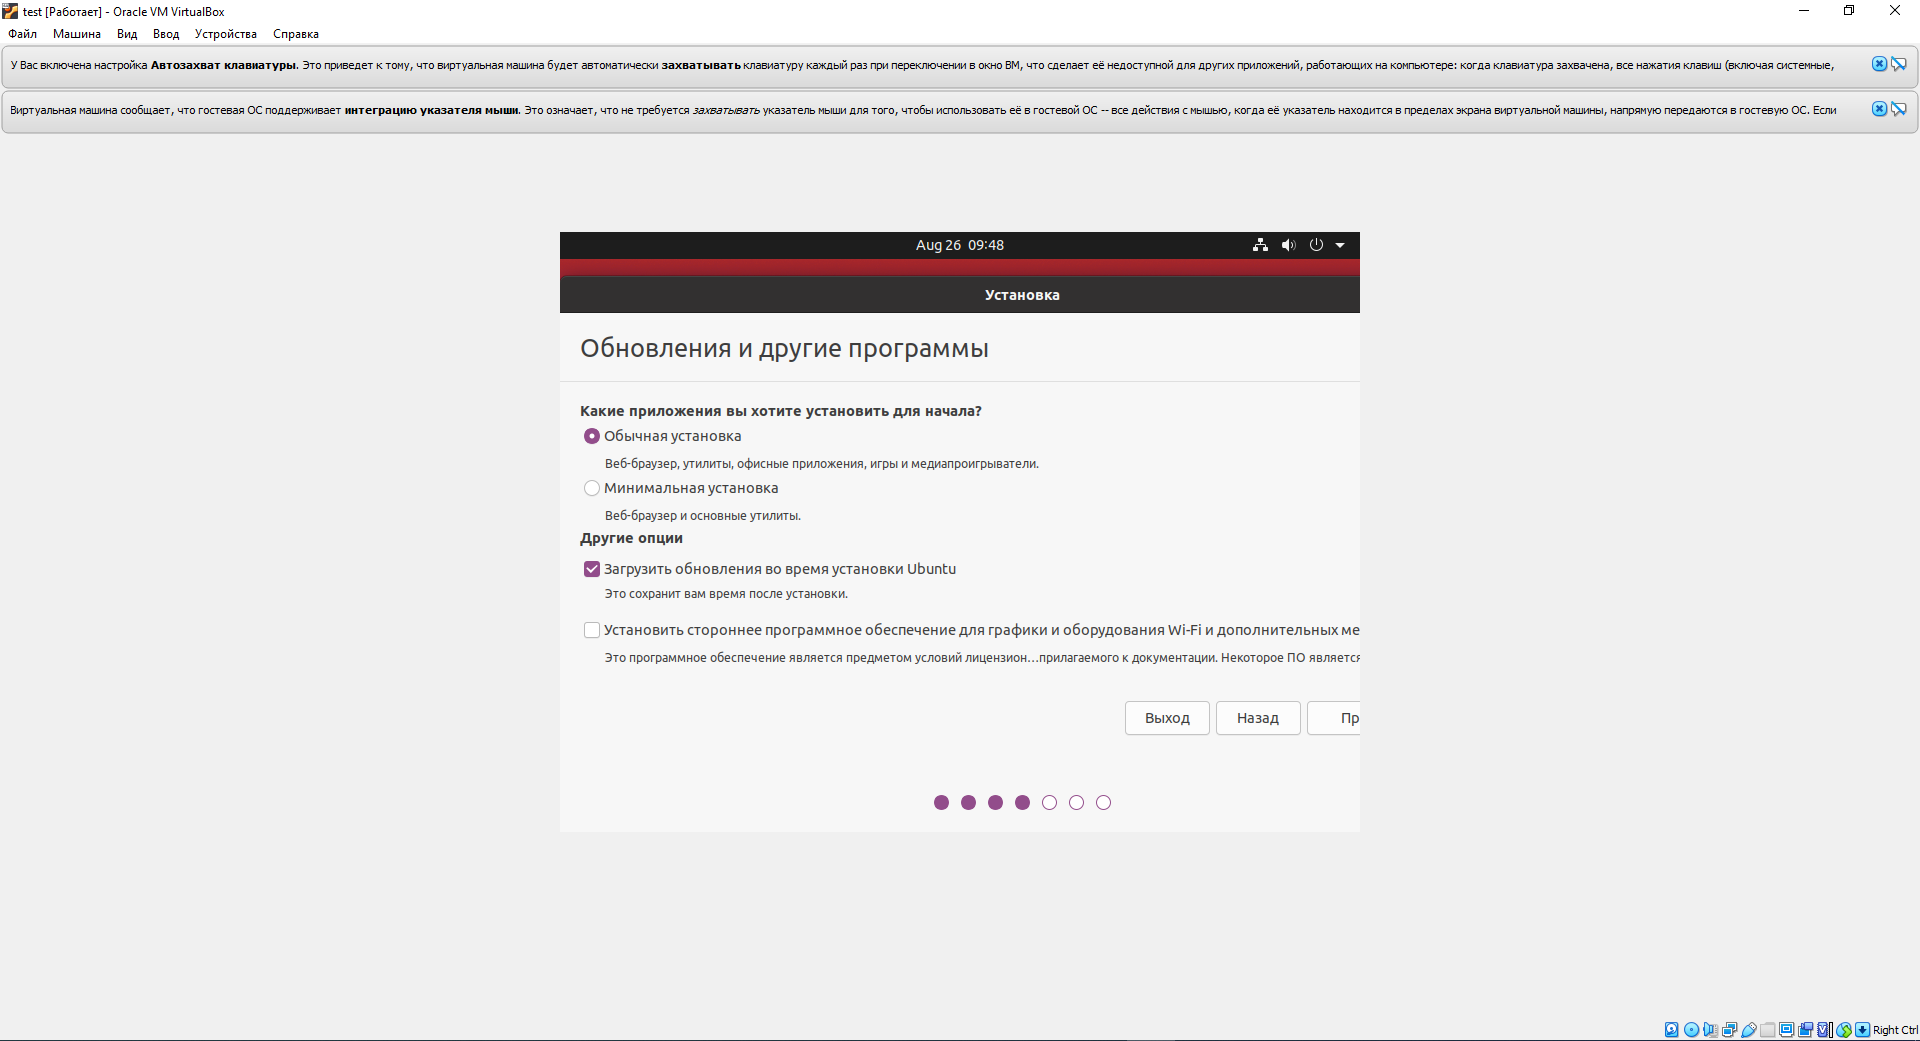 test [Работает] - Oracle VM VirtualBox
Файл Машина Вид Ввод Устройства Справка
У Вас включена настройка Автозахват клавиатуры. Это приведет к тому, что виртуальная машина будет автоматически захватывать клавиатуру каждый раз при переключении в окно ВМ, что сделает её недоступной для других приложений, работающих на компьютере: когда клавиатура захвачена, все нажатия клавиш (включая системные,
Виртуальная машина сообщает, что гостевая ОС поддерживает интеграцию указателя мыши. Это означает, что не требуется захватывать указатель мыши для того, чтобы использовать её в гостевой ОС -- все действия с мышью, когда её указатель находится в пределах экрана виртуальной машины, напрямую передаются в гостевую ОС. Если
Aug 26 09:48
Установка
Обновления и другие программы
Какие приложения вы хотите установить для начала?
Обычная установка
Веб-браузер, утилиты, офисные приложения, игры и медиапроигрыватели.
Минимальная установка
Веб-браузер и основные утилиты.
Другие опции
Загрузить обновления во время установки Ubuntu
Это сохранит вам время после установки.
Установить стороннее программное обеспечение для графики и оборудования Wi-Fi и дополнительных ме
Это программное обеспечение является предметом условий лицензион…прилагаемого к документации. Некоторое ПО является
Выход Назад Пр
Right Ctrl